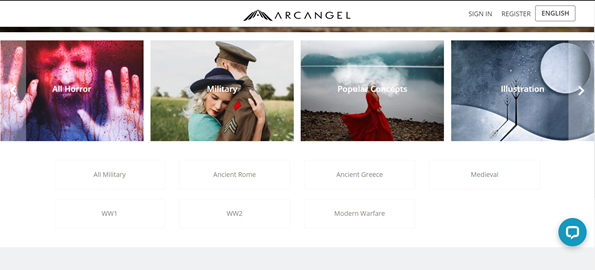 ARCANGEL
SIGN IN REGISTER ENGLISH
All Horror Military Popular Concepts Illustration
All Military Ancient Rome Ancient Greece Medieval
WW1 WW2 Modern Warfare